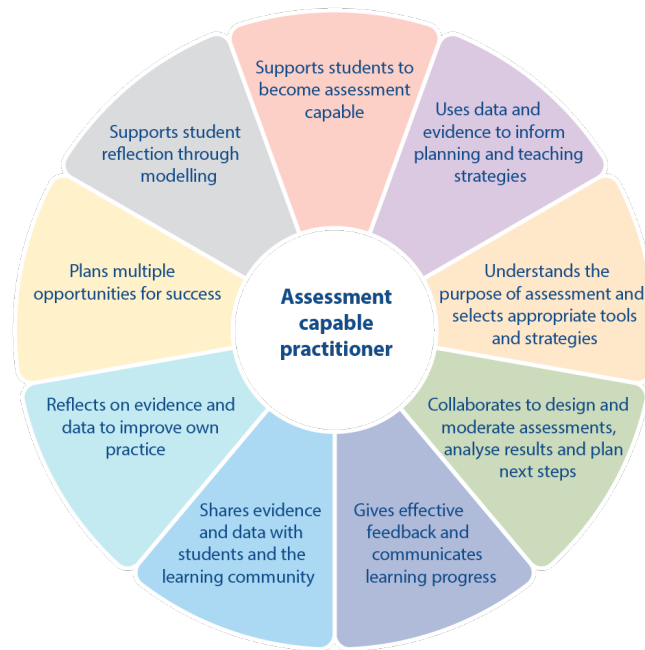 Supports students to
become assessment
capable
Uses data and
evidence to inform
planning and teaching
strategies
Understands the
purpose of assessment and
selects appropriate tools
and strategies
Collaborates to design and
moderate assessments,
analyse results and plan
next steps
Gives effective
feedback and
communicates
learning progress
Shares evidence
and data with
students and the
learning community
Reflects on evidence and
data to improve own
practice
Plans multiple
opportunities for success
Supports student
reflection through
modelling
Assessment
capable
practitioner